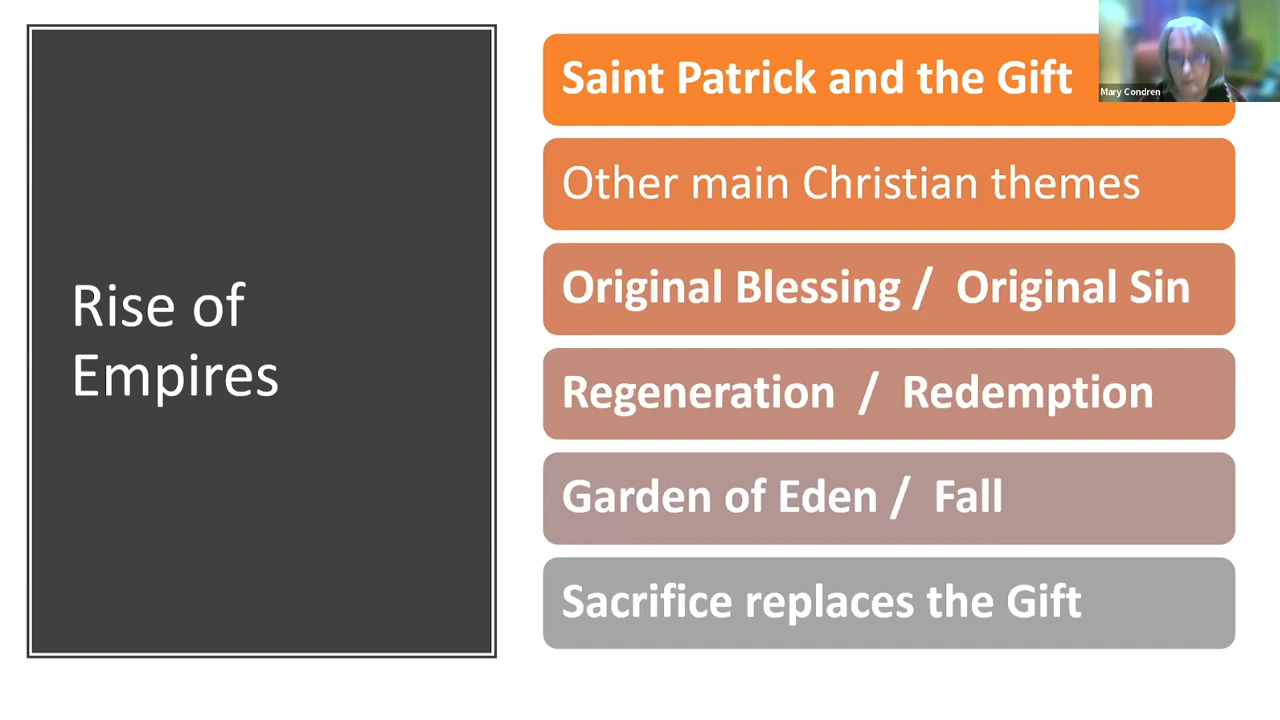 Rise of
Empires
Saint Patrick and the Gift
Mary Condren
Other main Christian themes
Original Blessing / Original Sin
Regeneration / Redemption
Garden of Eden / Fall
Sacrifice replaces the Gift